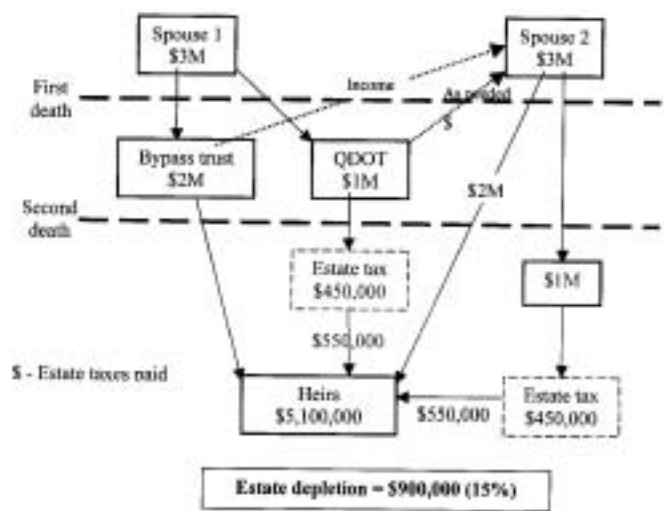 Spouse 1
$3M
Spouse 2
$3M
Income
As needed
$
First
death
Bypass trust
$2M
QDOT
$1M
$2M
Second
death
Estate tax
$450,000
$1M
$550,000
$ - Estate taxes paid
Heirs
$5,100,000
$550,000
Estate tax
$450,000
Estate depletion = $900,000 (15%)